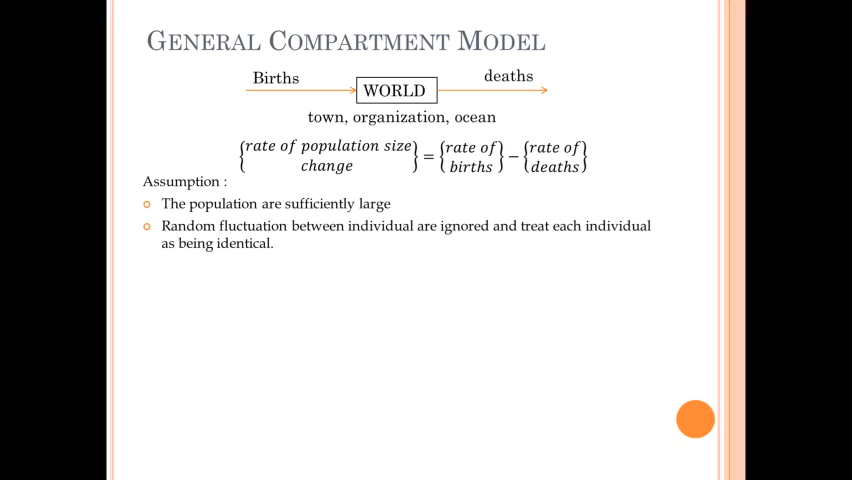 GENERAL COMPARTMENT MODEL
Births
deaths
WORLD
town, organization, ocean
{rate of population size change} = {rate of births} − {rate of deaths}
Assumption :
The population are sufficiently large
Random fluctuation between individual are ignored and treat each individual
as being identical.